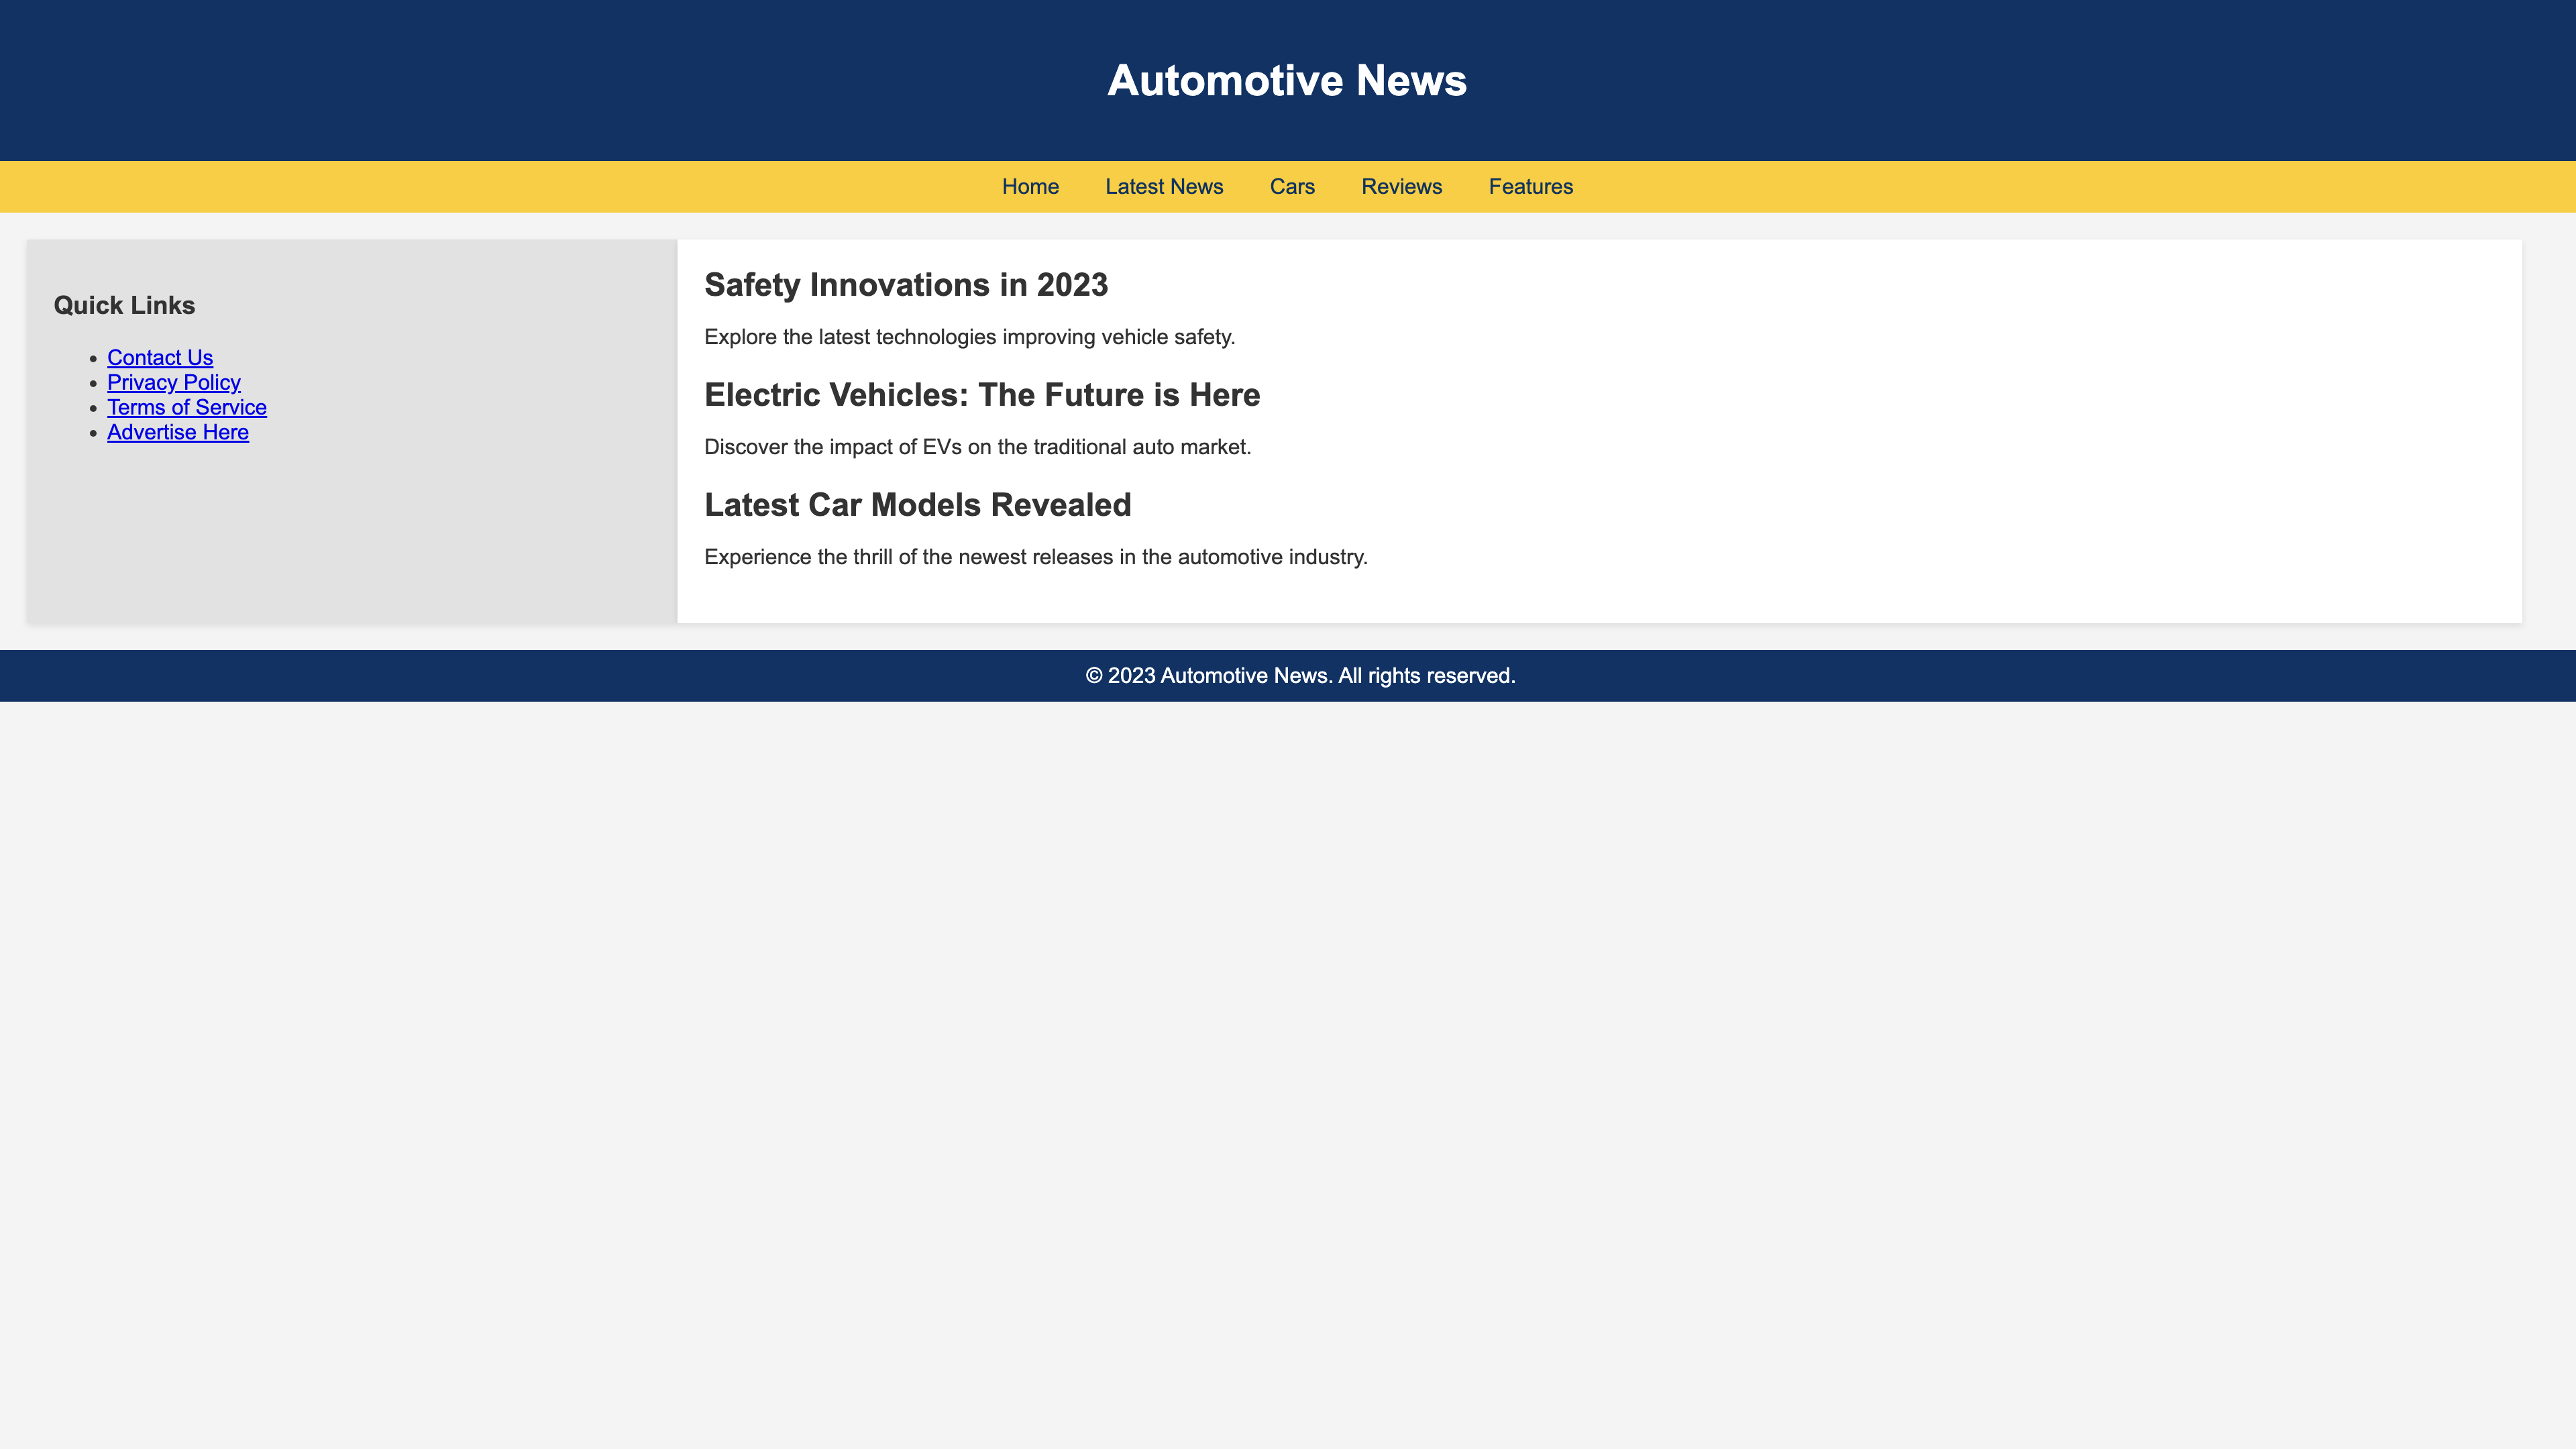 Automotive News
Home Latest News Cars Reviews Features
Quick Links
Contact Us
Privacy Policy
Terms of Service
Advertise Here
Safety Innovations in 2023
Explore the latest technologies improving vehicle safety.
Electric Vehicles: The Future is Here
Discover the impact of EVs on the traditional auto market.
Latest Car Models Revealed
Experience the thrill of the newest releases in the automotive industry.
© 2023 Automotive News. All rights reserved.